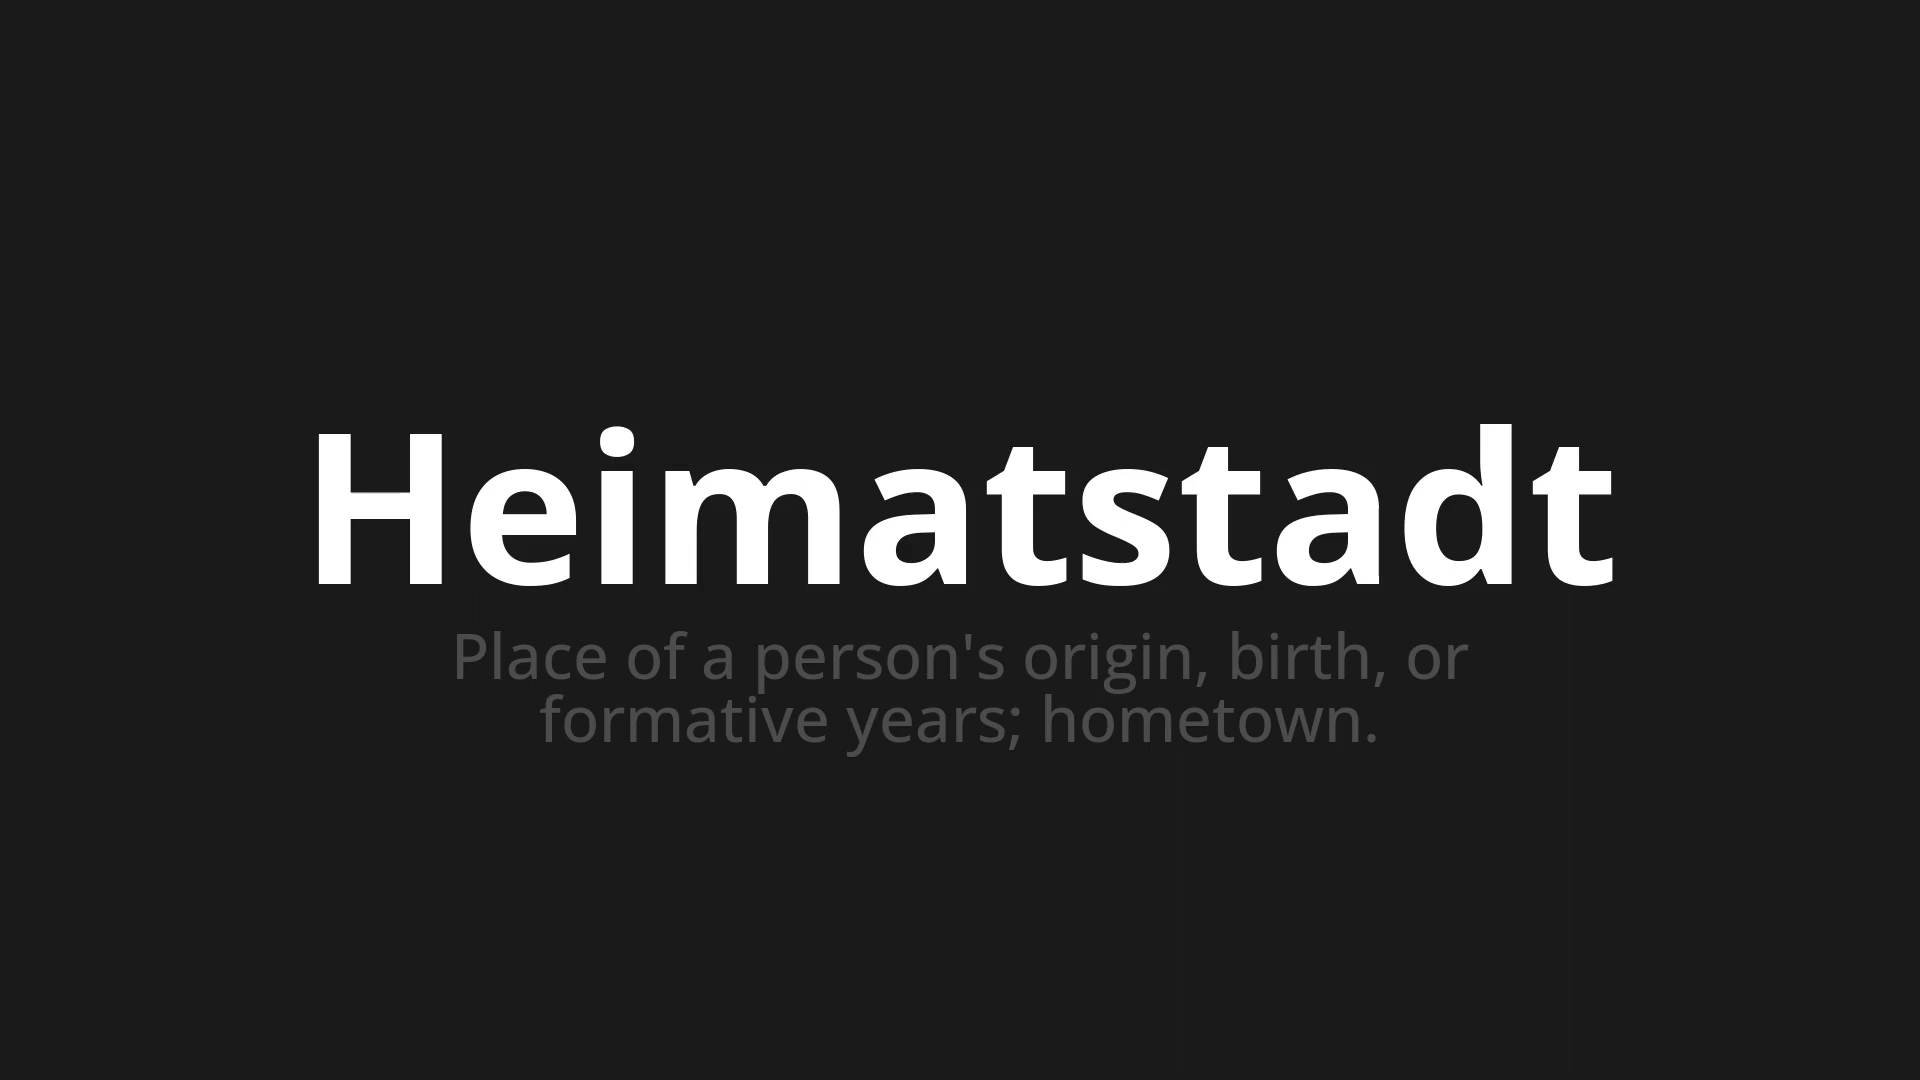 Heimatstadt
Place of a person's origin, birth, or
formative years; hometown.